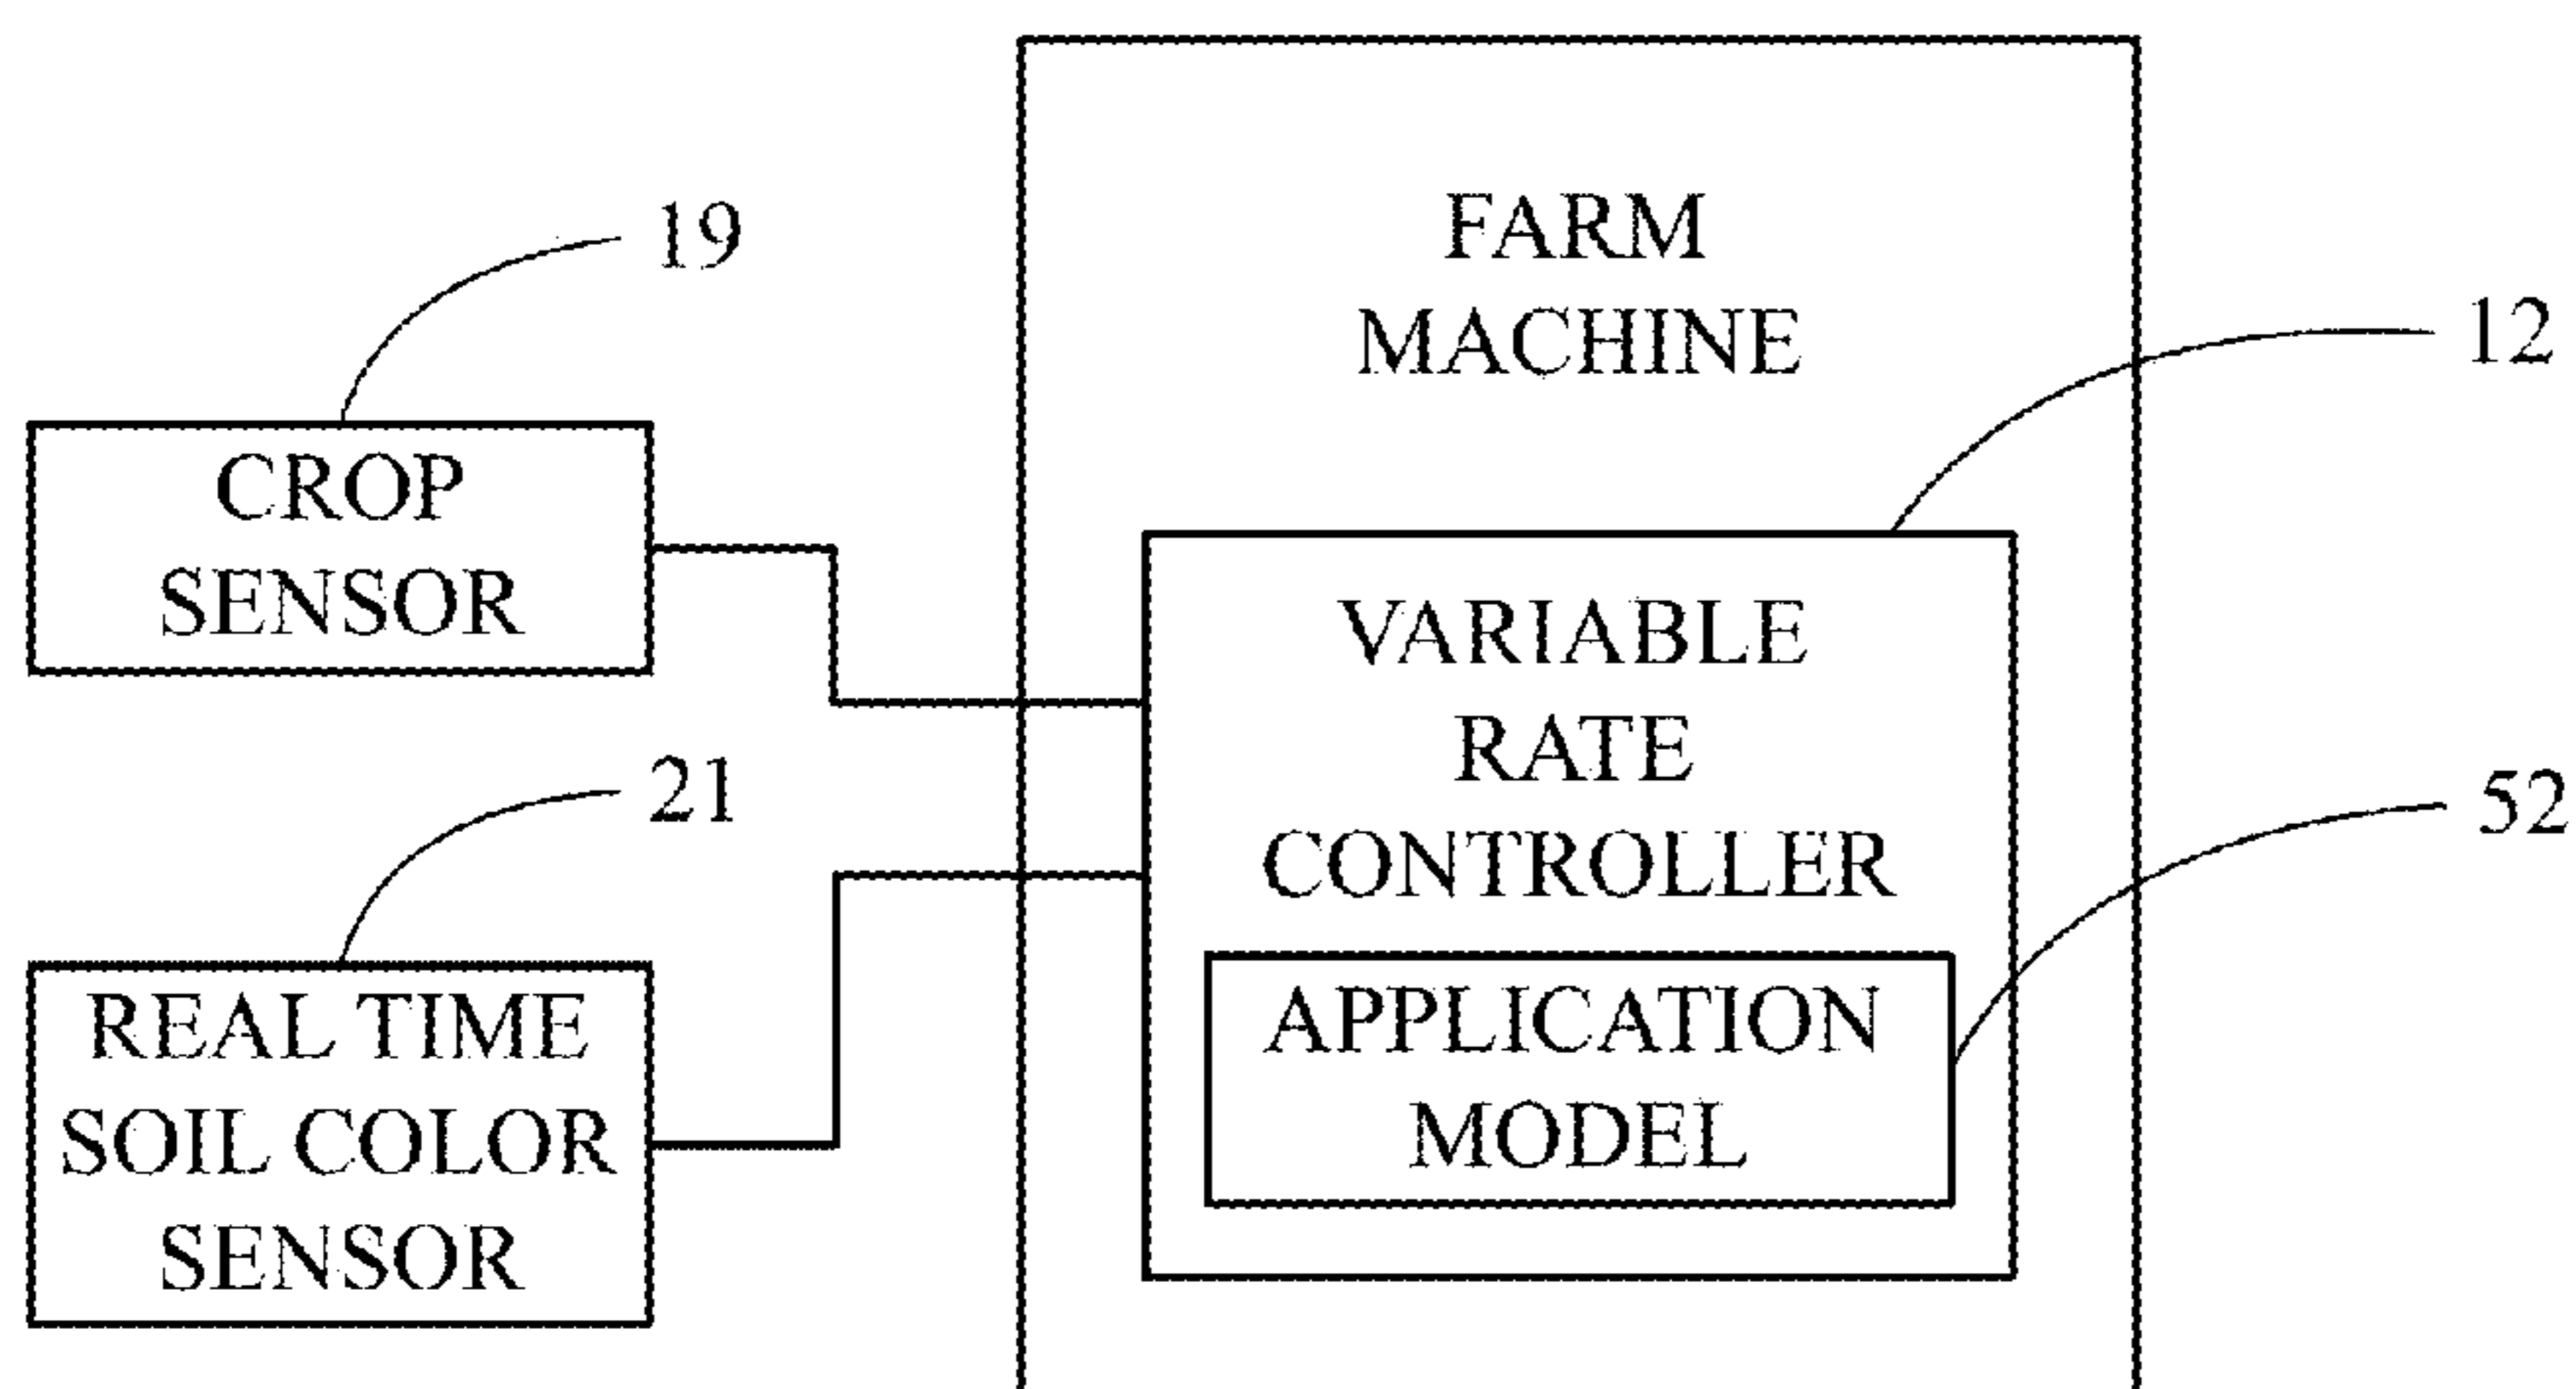 FARM
MACHINE
19
12
CROP
SENSOR
VARIABLE
RATE
CONTROLLER
21
52
REAL TIME
SOIL COLOR
SENSOR
APPLICATION
MODEL